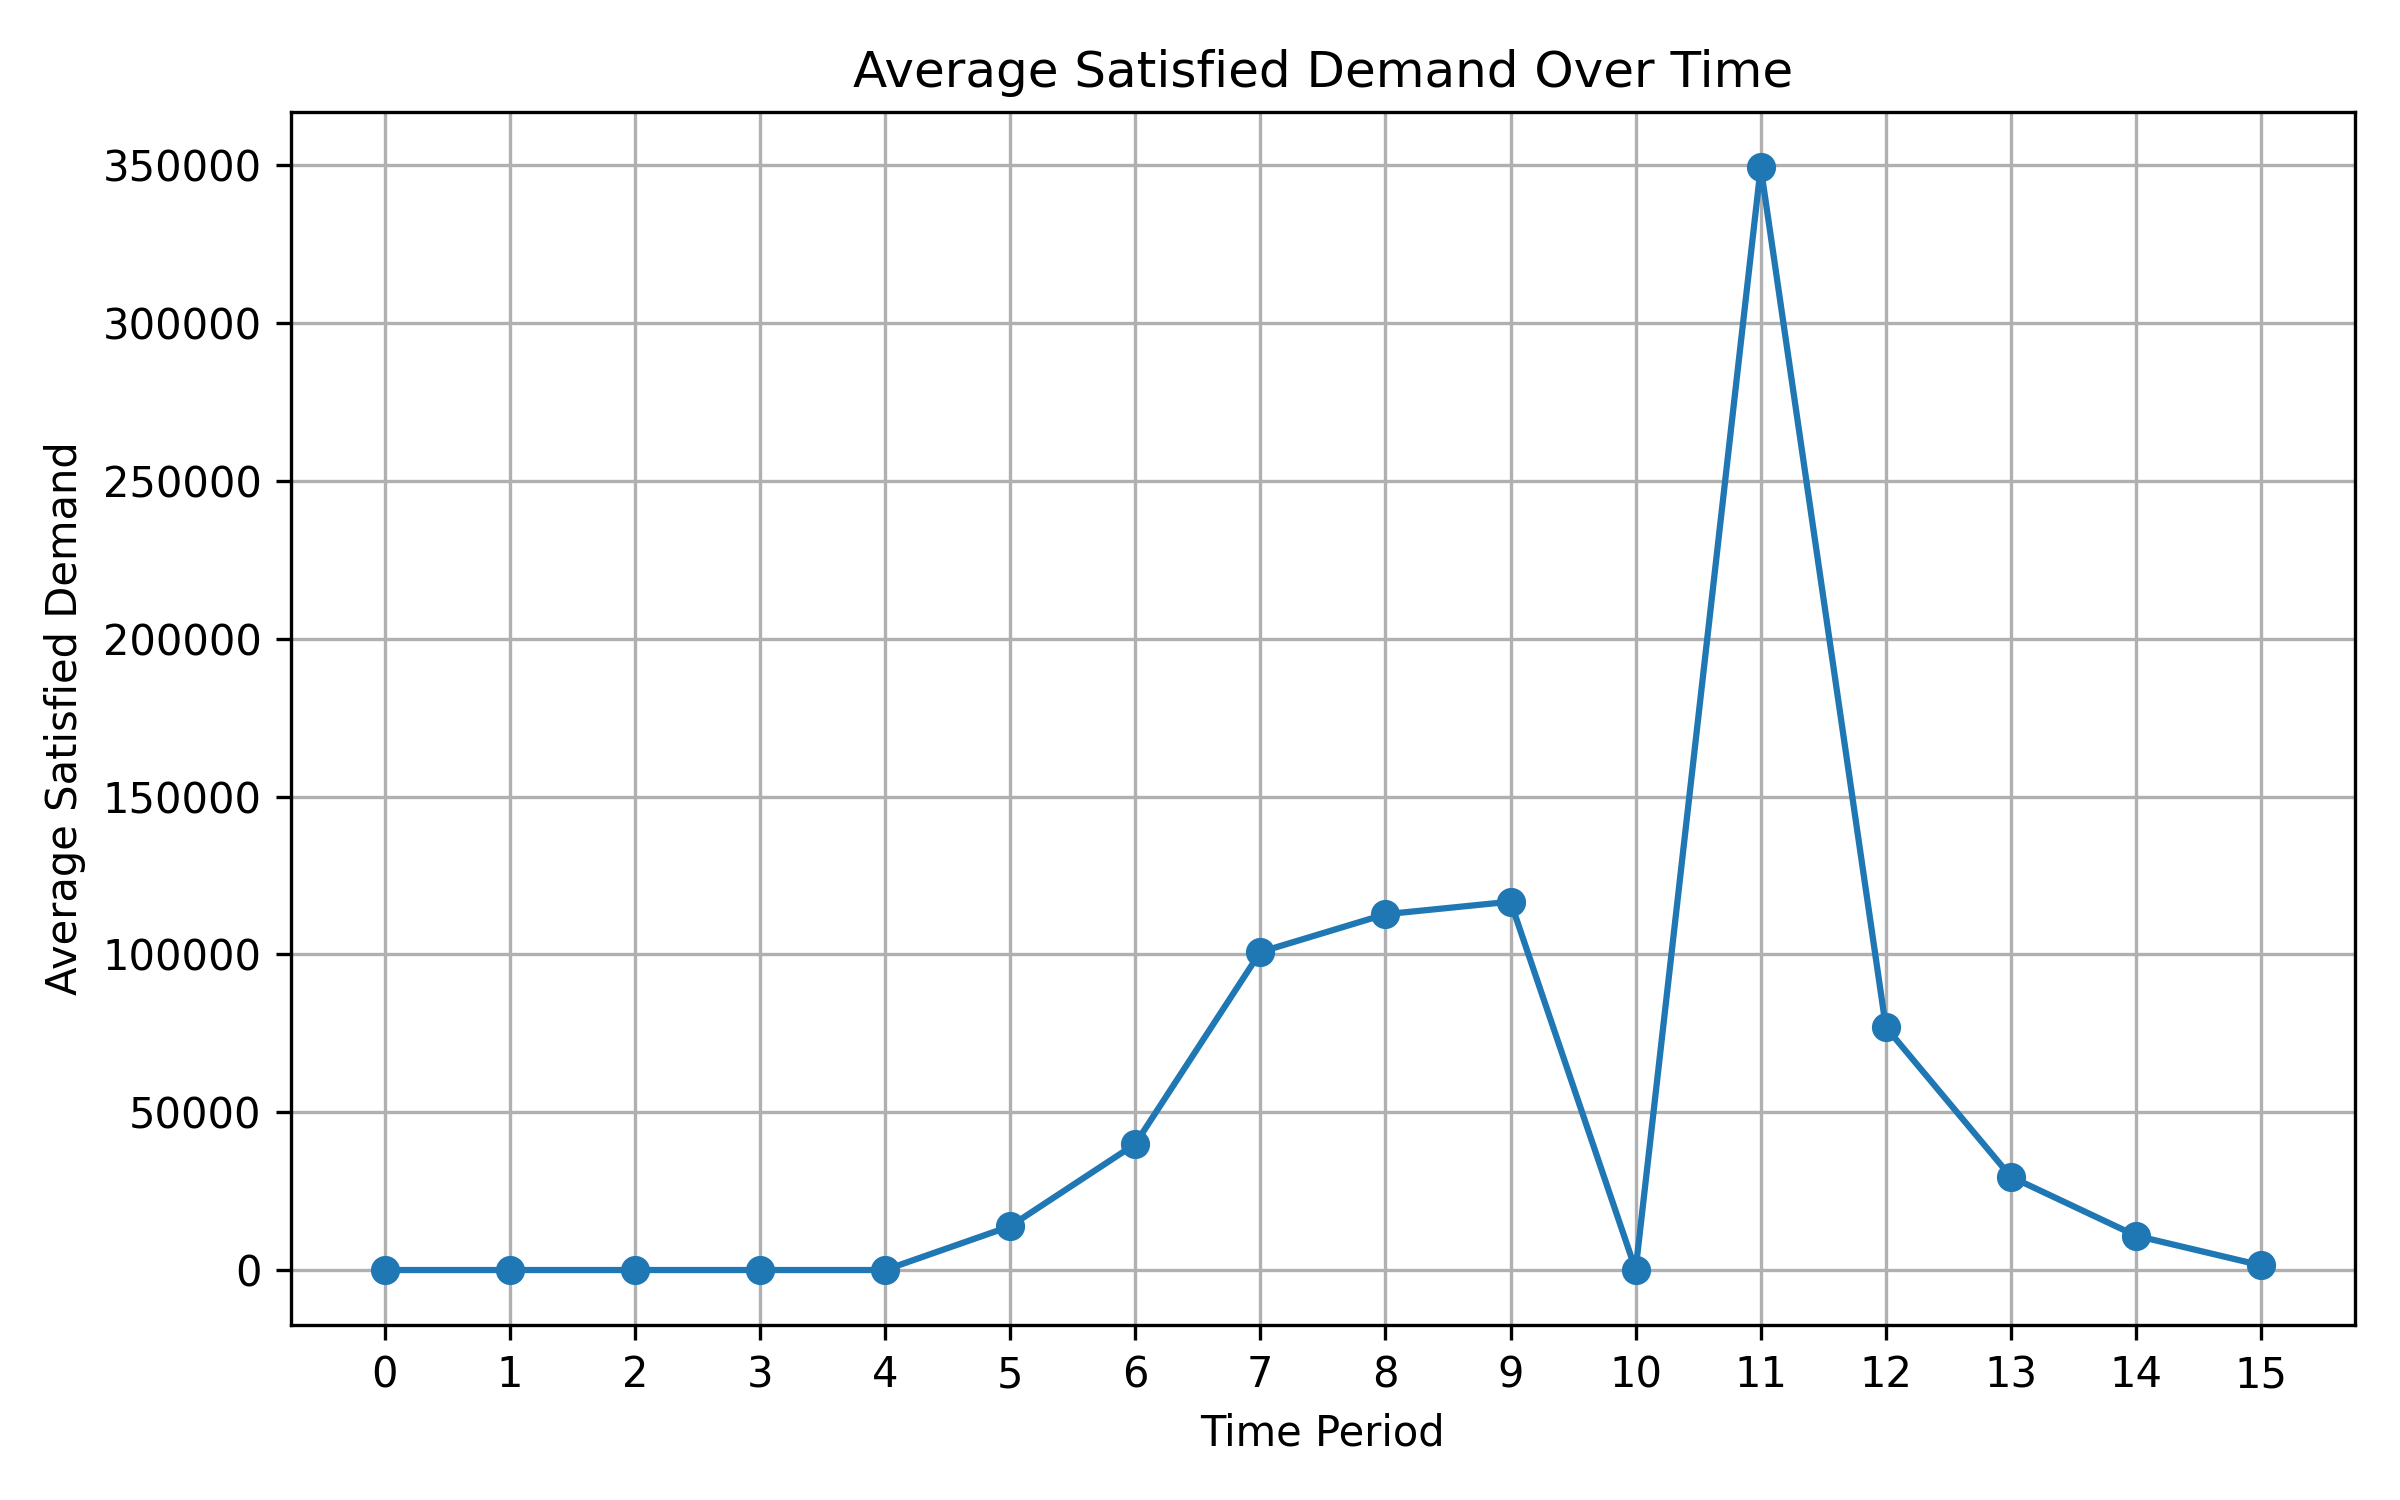 Average Satisfied Demand Over Time
Average Satisfied Demand
350000
300000
250000
200000
150000
100000
50000
0
0 1 2 3 4 5 6 7 8 9 10 11 12 13 14 15
Time Period